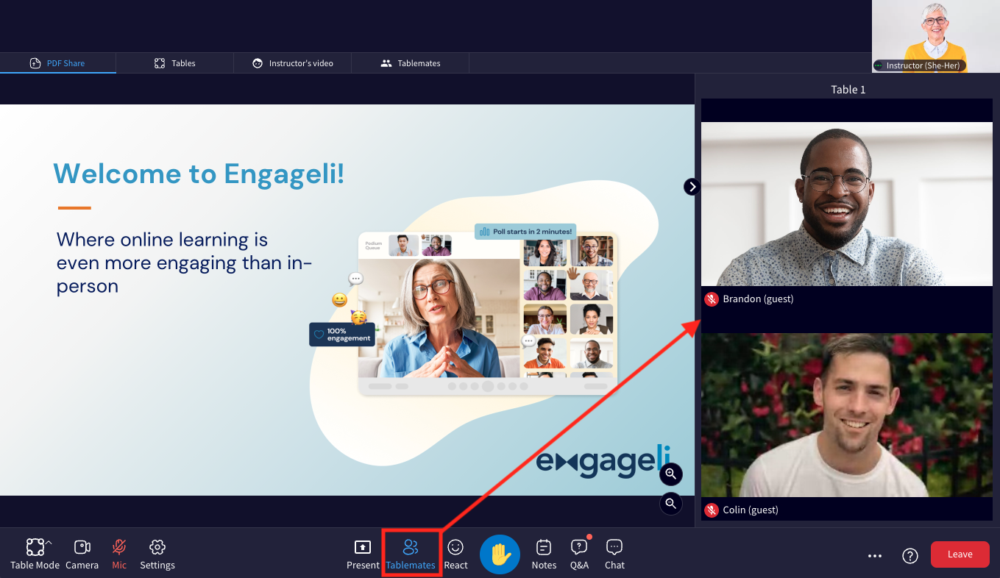 Instructor (She-Her)
PDF Share
Tables
Instructor's video
Tablemates
Table 1
Welcome to Engageli!
Where online learning is
even more engaging than in-
person
Podium
Queue
Poll starts in 2 minutes!
100%
engagement
engageli
Brandon (guest)
Colin (guest)
Table Mode
Camera
Mic
Settings
Present
Tablemates
React
Notes
Q&A
Chat
Leave